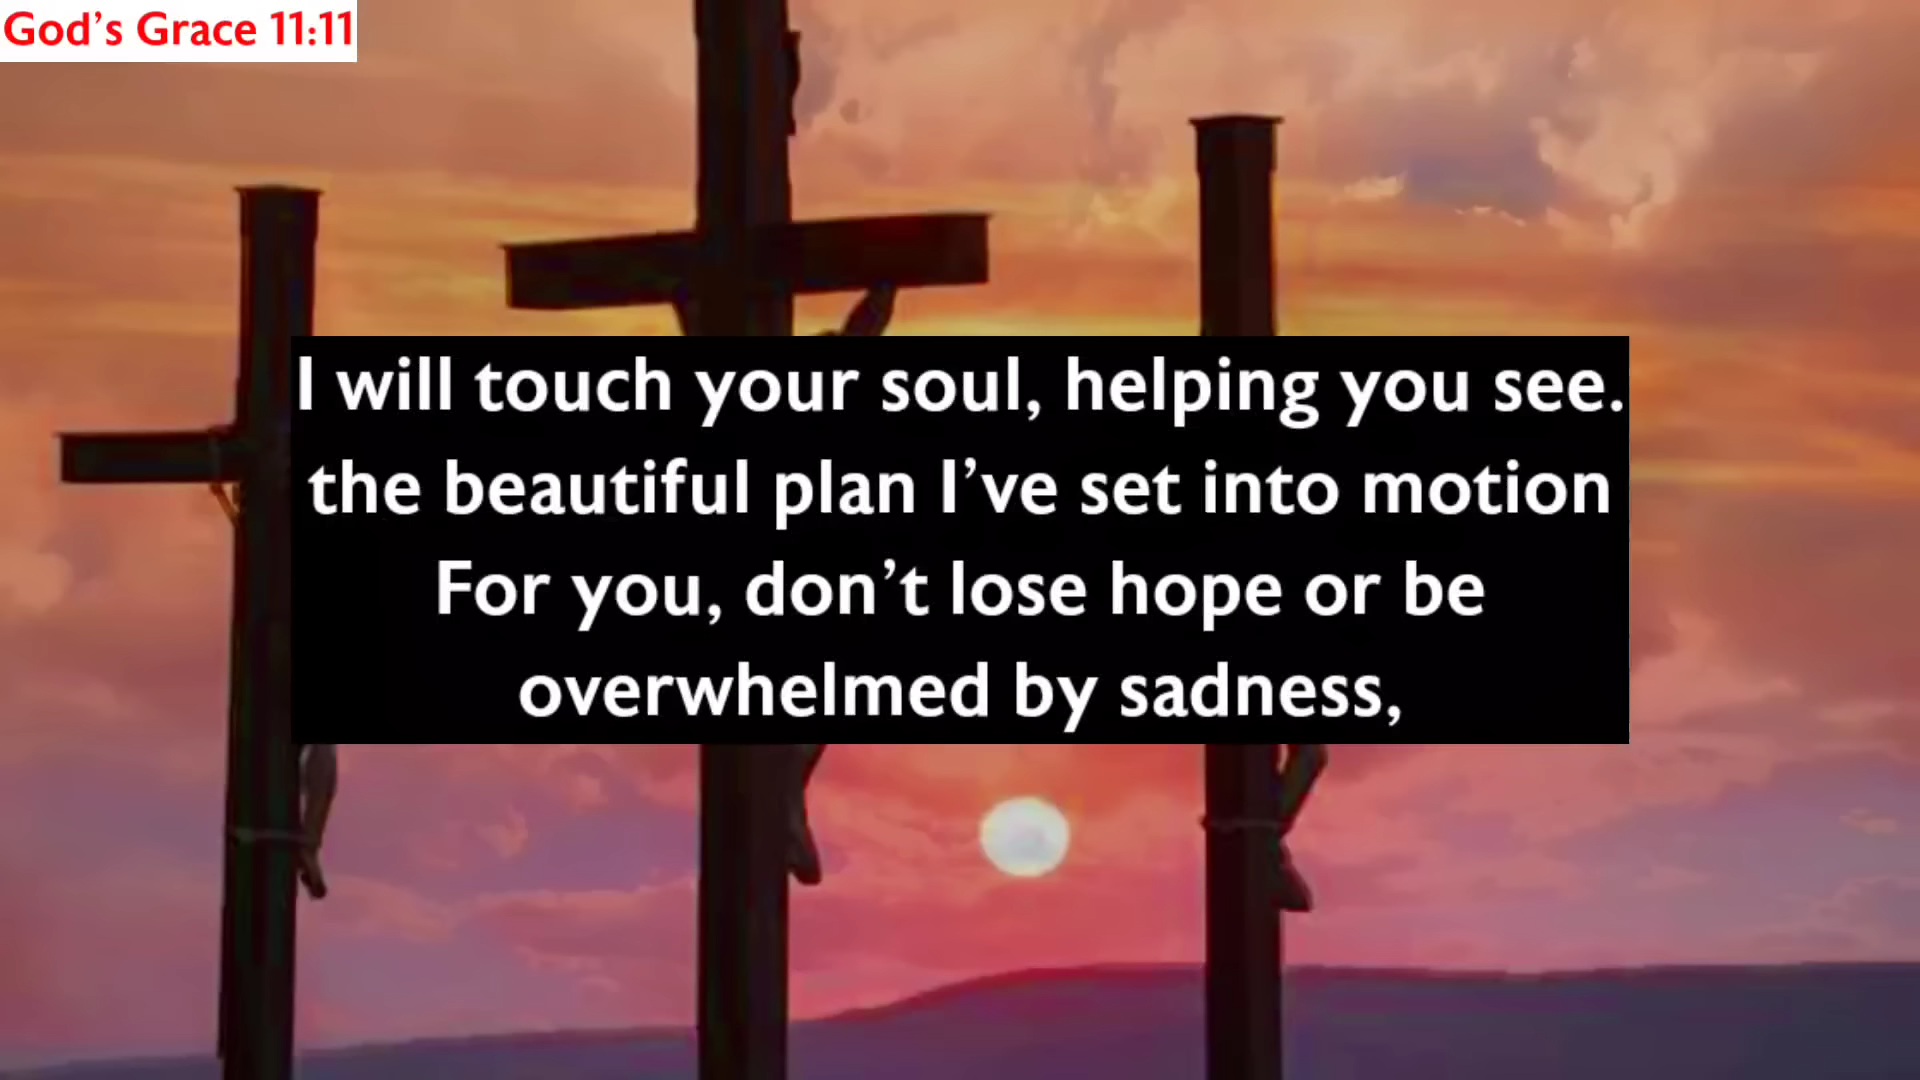 God’s Grace 11:11
I will touch your soul, helping you see.
the beautiful plan I’ve set into motion
For you, don’t lose hope or be
overwhelmed by sadness,